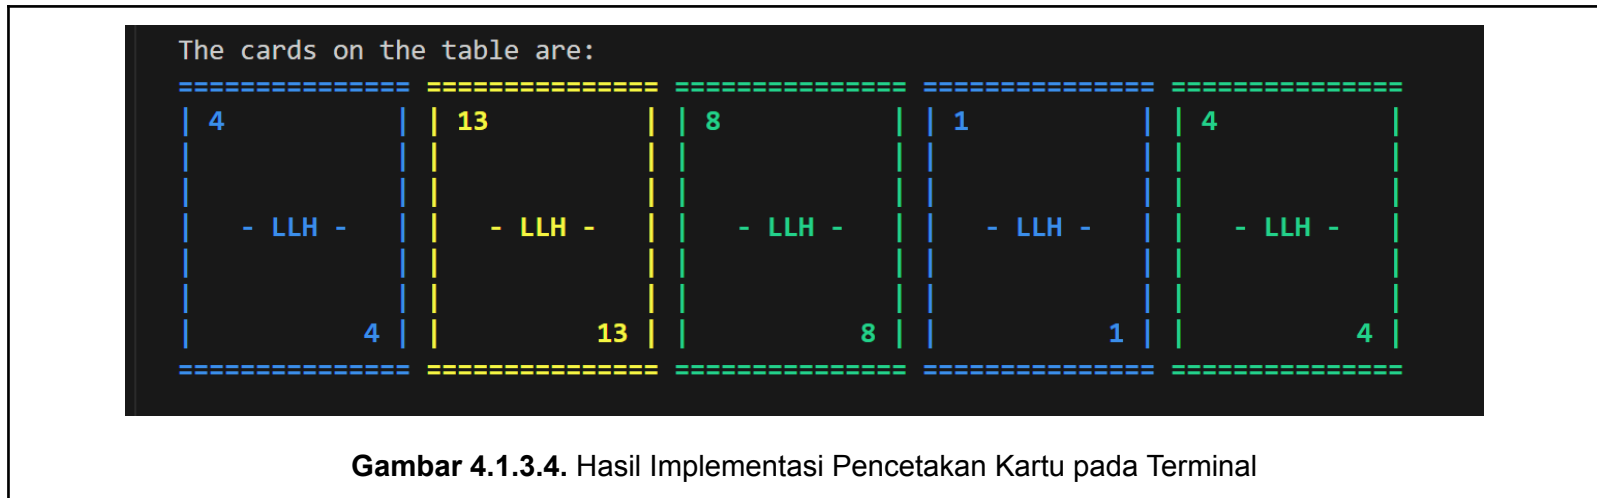 The cards on the table are:
=============== =============== =============== =============== ===============
| 4           | | 13          | | 8           | | 1           | | 4           |
|             | |             | |             | |             | |             |
|             | |             | |             | |             | |             |
|   - LLH -   | |   - LLH -   | |   - LLH -   | |   - LLH -   | |   - LLH -   |
|             | |             | |             | |             | |             |
|             | |             | |             | |             | |             |
|           4 | |          13 | |           8 | |           1 | |           4 |
=============== =============== =============== =============== ===============
Gambar 4.1.3.4. Hasil Implementasi Pencetakan Kartu pada Terminal